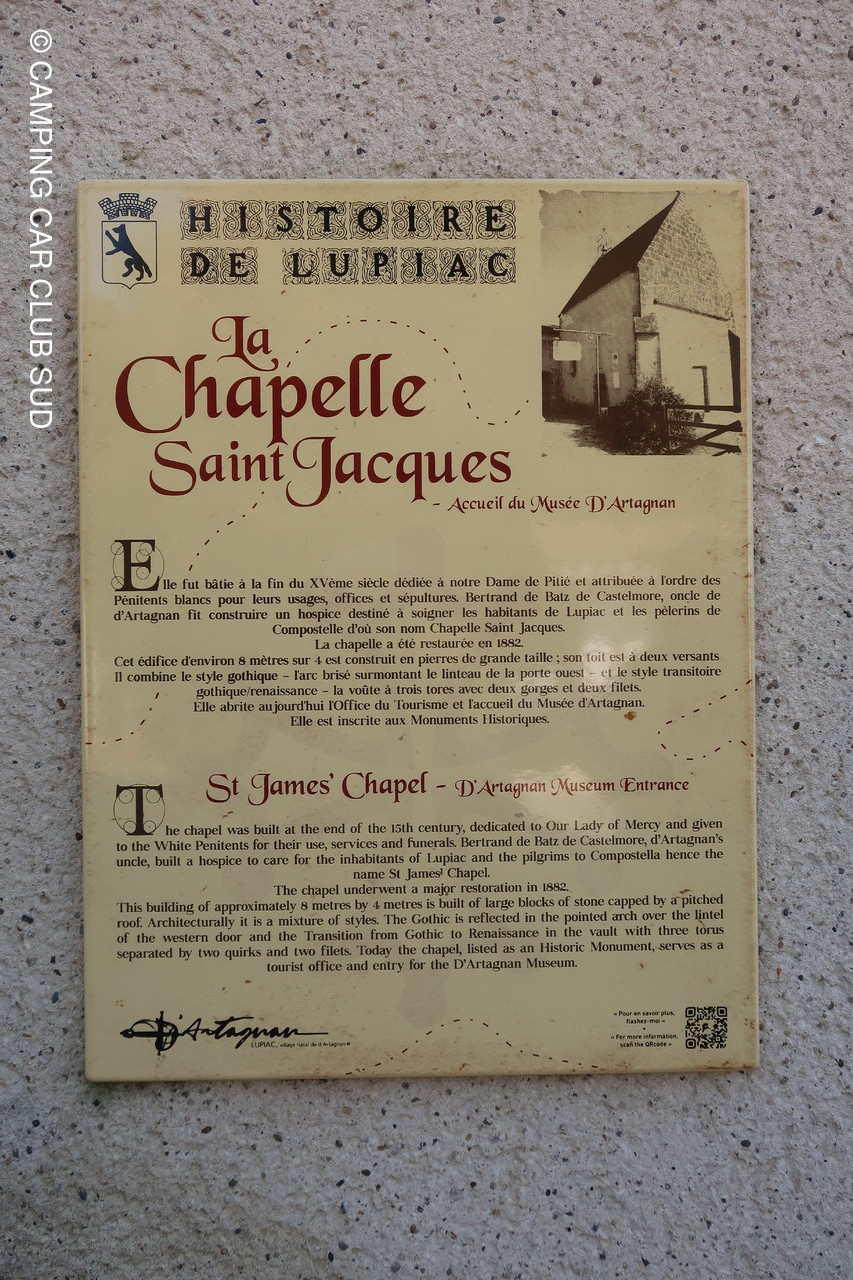 © CAMPING CAR CLUB SUD
HISTOIRE
DE LUPIAC
La
Chapelle
Saint Jacques
- Accueil du Musée D'Artagnan
Elle fut bâtie à la fin du XVème siècle dédiée à notre Dame de Pitié et attribuée à l'ordre des
Pénitents blancs pour leurs usages, offices et sépultures. Bertrand de Batz de Castelmore, oncle de
d'Artagnan fit construire un hospice destiné à soigner les habitants de Lupiac et les pèlerins de
Compostelle d'où son nom Chapelle Saint Jacques.
La chapelle a été restaurée en 1882.
Cet édifice d'environ 8 mètres sur 4 est construit en pierres de grande taille ; son toit est à deux versants
Il combine le style gothique – l'arc brisé surmontant le linteau de la porte ouest – et le style transitoire
gothique/renaissance – la voûte à trois tores avec deux gorges et deux filets.
Elle abrite aujourd'hui l'Office du Tourisme et l'accueil du Musée d'Artagnan.
Elle est inscrite aux Monuments Historiques.
St James' Chapel - D'Artagnan Museum Entrance
The chapel was built at the end of the 15th century, dedicated to Our Lady of Mercy and given
to the White Penitents for their use, services and funerals. Bertrand de Batz de Castelmore, d'Artagnan's
uncle, built a hospice to care for the inhabitants of Lupiac and the pilgrims to Compostella hence the
name St James' Chapel.
The chapel underwent a major restoration in 1882.
This building of approximately 8 metres by 4 metres is built of large blocks of stone capped by a pitched
roof. Architecturally it is a mixture of styles. The Gothic is reflected in the pointed arch over the lintel
of the western door and the Transition from Gothic to Renaissance in the vault with three torus
separated by two quirks and two filets. Today the chapel, listed as an Historic Monument, serves as a
tourist office and entry for the D'Artagnan Museum.
D'Artagnan
LUPIAC, village natal de d'Artagnan®
« Pour en savoir plus,
flashez-moi »
« For more information,
scan the QRcode »